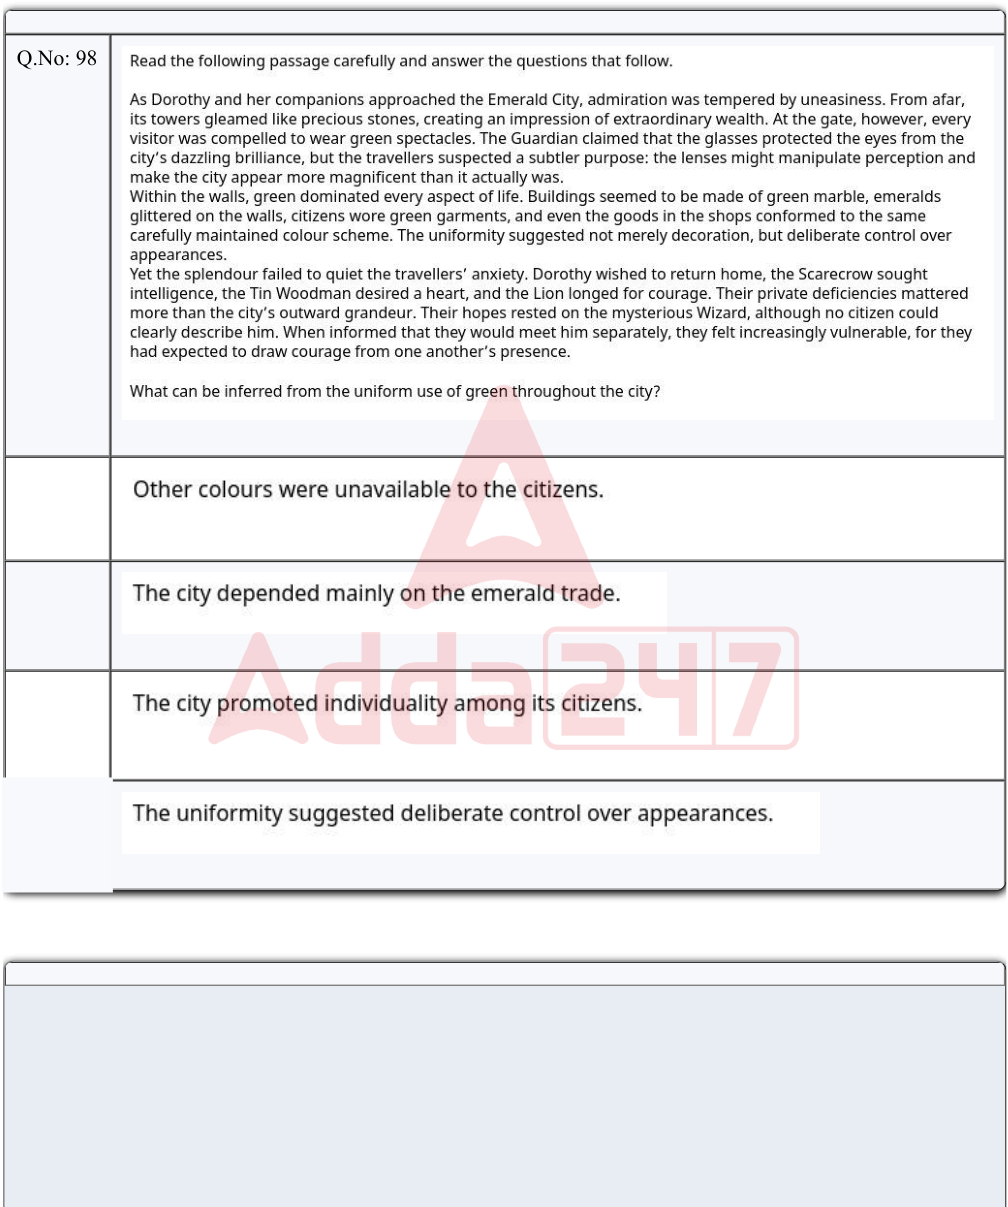 Q.No: 98
Read the following passage carefully and answer the questions that follow.
As Dorothy and her companions approached the Emerald City, admiration was tempered by uneasiness. From afar,
its towers gleamed like precious stones, creating an impression of extraordinary wealth. At the gate, however, every
visitor was compelled to wear green spectacles. The Guardian claimed that the glasses protected the eyes from the
city's dazzling brilliance, but the travellers suspected a subtler purpose: the lenses might manipulate perception and
make the city appear more magnificent than it actually was.
Within the walls, green dominated every aspect of life. Buildings seemed to be made of green marble, emeralds
glittered on the walls, citizens wore green garments, and even the goods in the shops conformed to the same
carefully maintained colour scheme. The uniformity suggested not merely decoration, but deliberate control over
appearances.
Yet the splendour failed to quiet the travellers' anxiety. Dorothy wished to return home, the Scarecrow sought
intelligence, the Tin Woodman desired a heart, and the Lion longed for courage. Their private deficiencies mattered
more than the city's outward grandeur. Their hopes rested on the mysterious Wizard, although no citizen could
clearly describe him. When informed that they would meet him separately, they felt increasingly vulnerable, for they
had expected to draw courage from one another's presence.
What can be inferred from the uniform use of green throughout the city?
Other colours were unavailable to the citizens.
The city depended mainly on the emerald trade.
Adda247
The city promoted individuality among its citizens.
The uniformity suggested deliberate control over appearances.